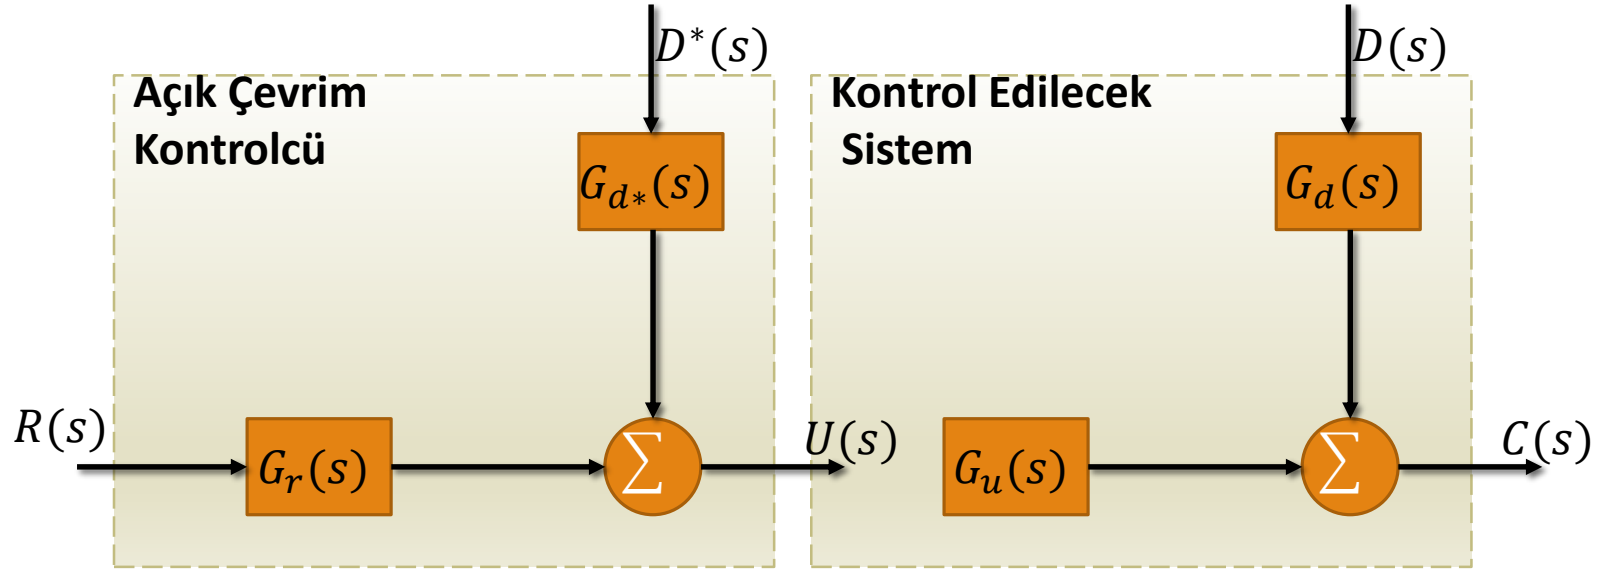 D*(s)
D(s)
Açık Çevrim
Kontrolcü
Kontrol Edilecek
Sistem
G_{d*}(s)
G_d(s)
R(s)
G_r(s)
∑
U(s)
G_u(s)
∑
C(s)